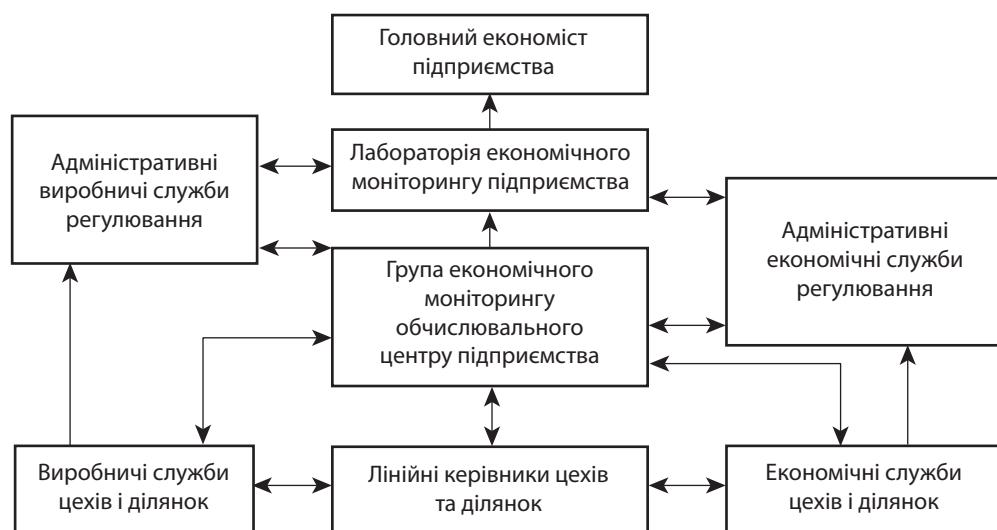 Головний економіст
підприємства
Адміністративні
виробничі служби
регулювання
Лабораторія економічного
моніторингу підприємства
Адміністративні
економічні служби
регулювання
Група економічного
моніторингу
обчислювального
центру підприємства
Виробничі служби
цехів і ділянок
Лінійні керівники цехів
та ділянок
Економічні служби
цехів і ділянок